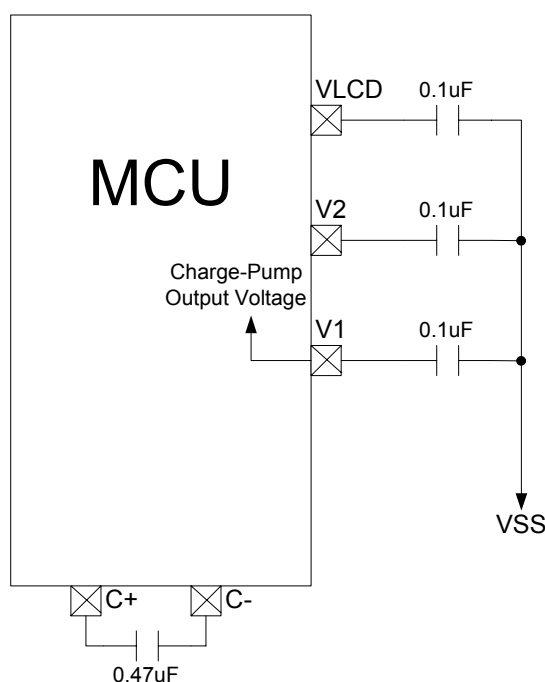 VLCD
0.1uF
MCU
V2
0.1uF
Charge-Pump
Output Voltage
V1
0.1uF
VSS
C+
C-
0.47uF